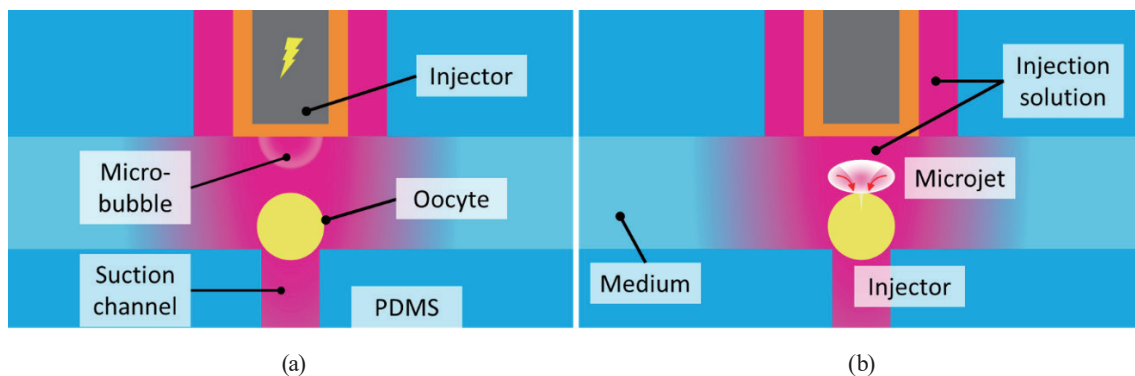 Injector
Micro-
bubble
Oocyte
Suction
channel
PDMS
(a)
Injection
solution
Microjet
Medium
Injector
(b)